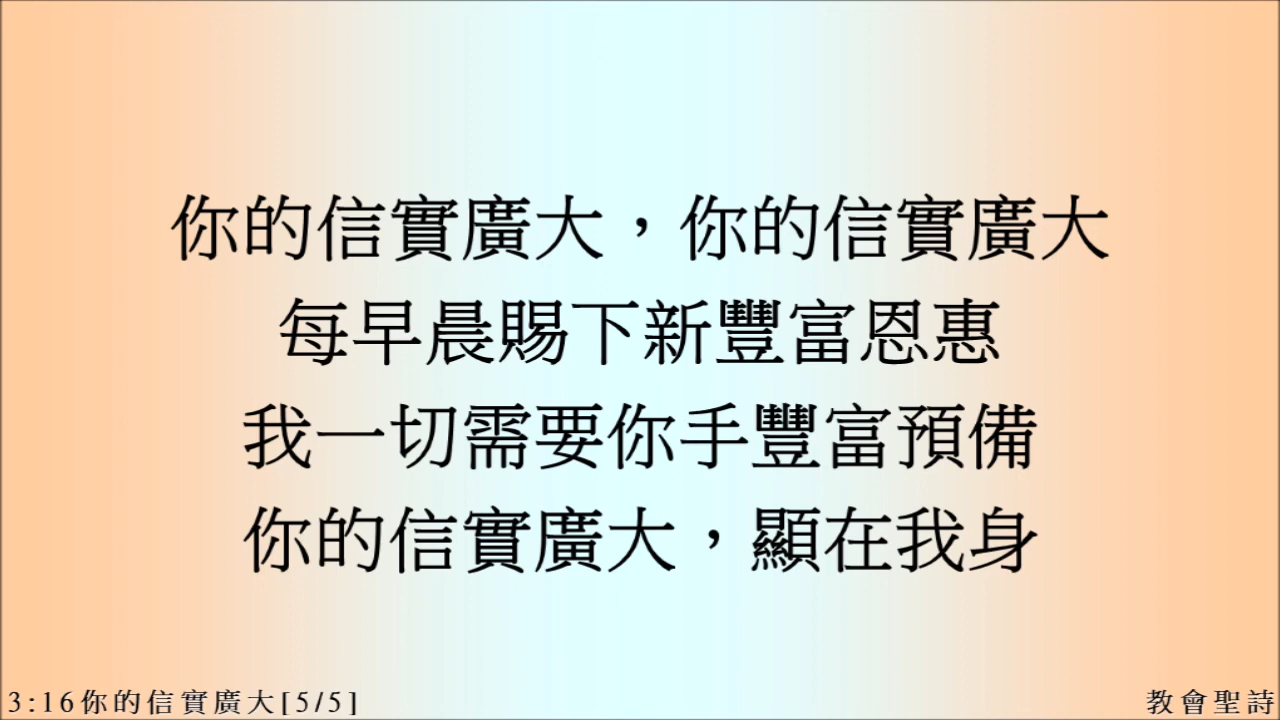 你的信實廣大，你的信實廣大
每早晨賜下新豐富恩惠
我一切需要你手豐富預備
你的信實廣大，顯在我身
3:16你的信實廣大[5/5]
教會聖詩